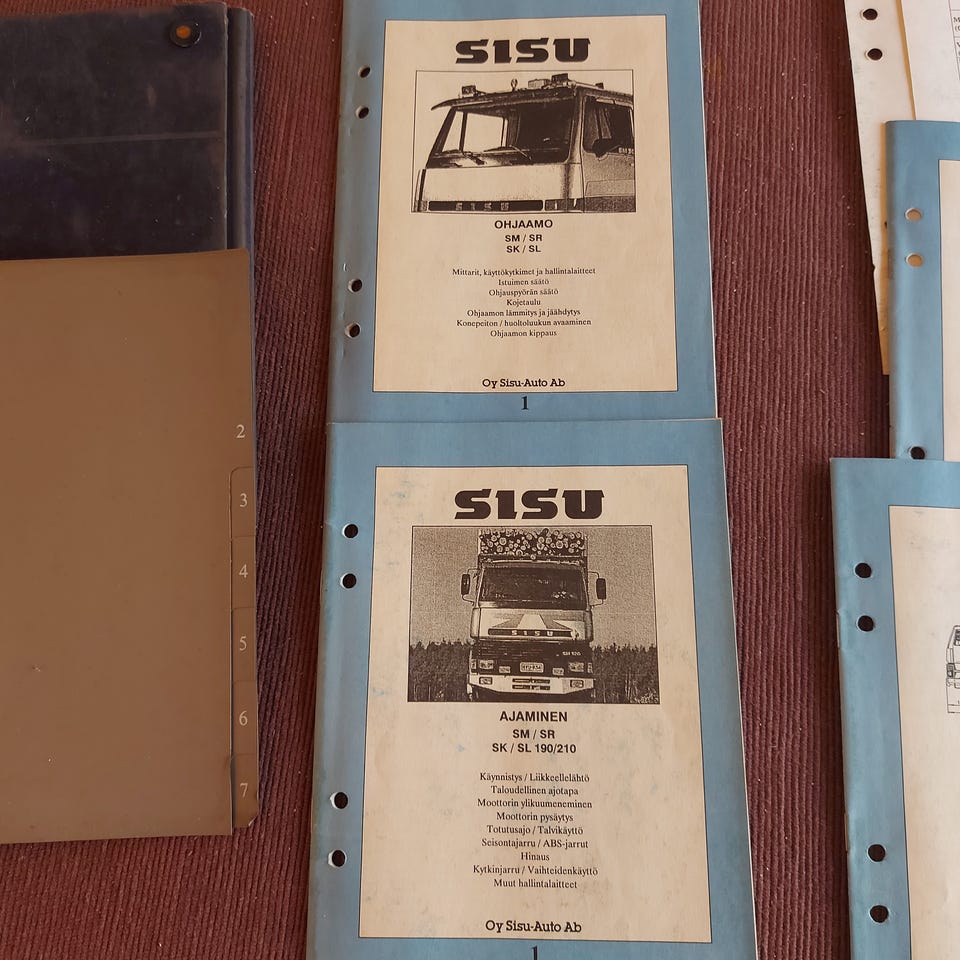 SISU
SISU
OHJAAMO
SM / SR
SK / SL
Mittarit, käyttökytkimet ja hallintalaitteet
Istuimen säätö
Ohjauspyörän säätö
Kojetaulu
Ohjaamon lämmitys ja jäähdytys
Konepeiton / huoltoluukun avaaminen
Ohjaamon kippaus
Oy Sisu-Auto Ab
1
SISU
SISU
AJAMINEN
SM / SR
SK / SL 190/210
Käynnistys / Liikkeellelähtö
Taloudellinen ajotapa
Moottorin ylikuumeneminen
Moottorin pysäytys
Totutusajo / Talvikäyttö
Seisontajarru / ABS-jarrut
Hinaus
Kytkinjarru / Vaihteidenkäyttö
Muut hallintalaitteet
Oy Sisu-Auto Ab
1
2
3
4
5
6
7